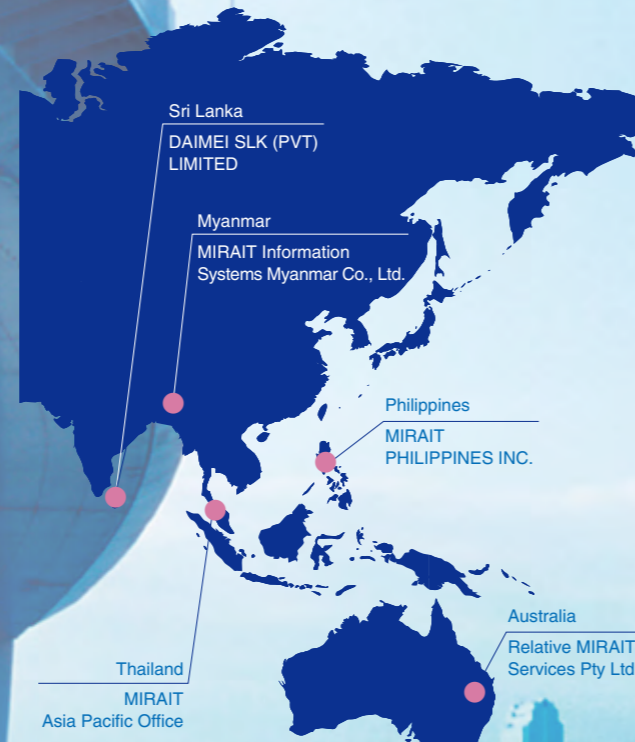 Sri Lanka
DAIMEI SLK (PVT)
LIMITED
Myanmar
MIRAIT Information
Systems Myanmar Co., Ltd.
Philippines
MIRAIT
PHILIPPINES INC.
Australia
Relative MIRAIT
Services Pty Ltd
Thailand
MIRAIT
Asia Pacific Office